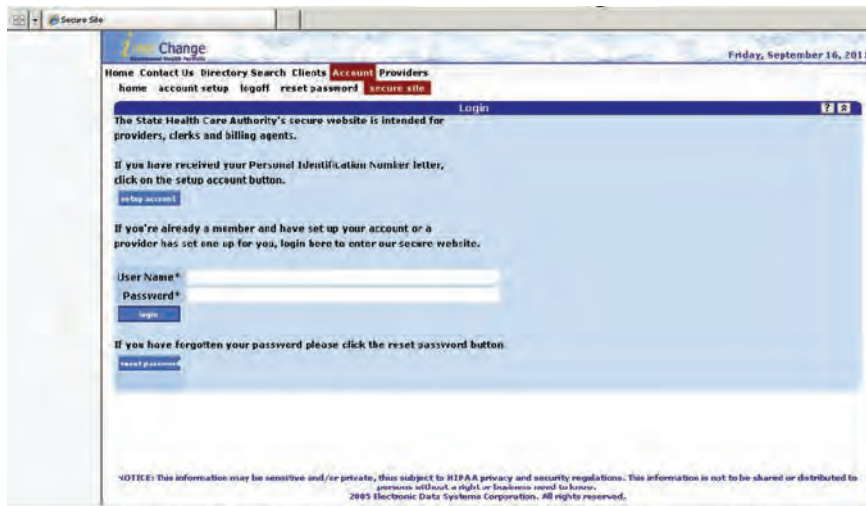 Secure Site
Change
Friday, September 16, 201
Home Contact Us Directory Search Clients Account Providers
home account setup logoff reset password secure site
Login
The State Health Care Authority's secure website is intended for
providers, clerks and billing agents.
If you have received your Personal Identification Number letter,
click on the setup account button.
setup account
If you're already a member and have set up your account or a
provider has set one up for you, login here to enter our secure website.
User Name*
Password*
login
If you have forgotten your password please click the reset password button
reset password
NOTICE: This information may be sensitive and/or private, thus subject to HIPAA privacy and security regulations. This information is not to be shared or distributed to
persons without a right or business need to know.
2005 Electronic Data Systems Corporation. All rights reserved.